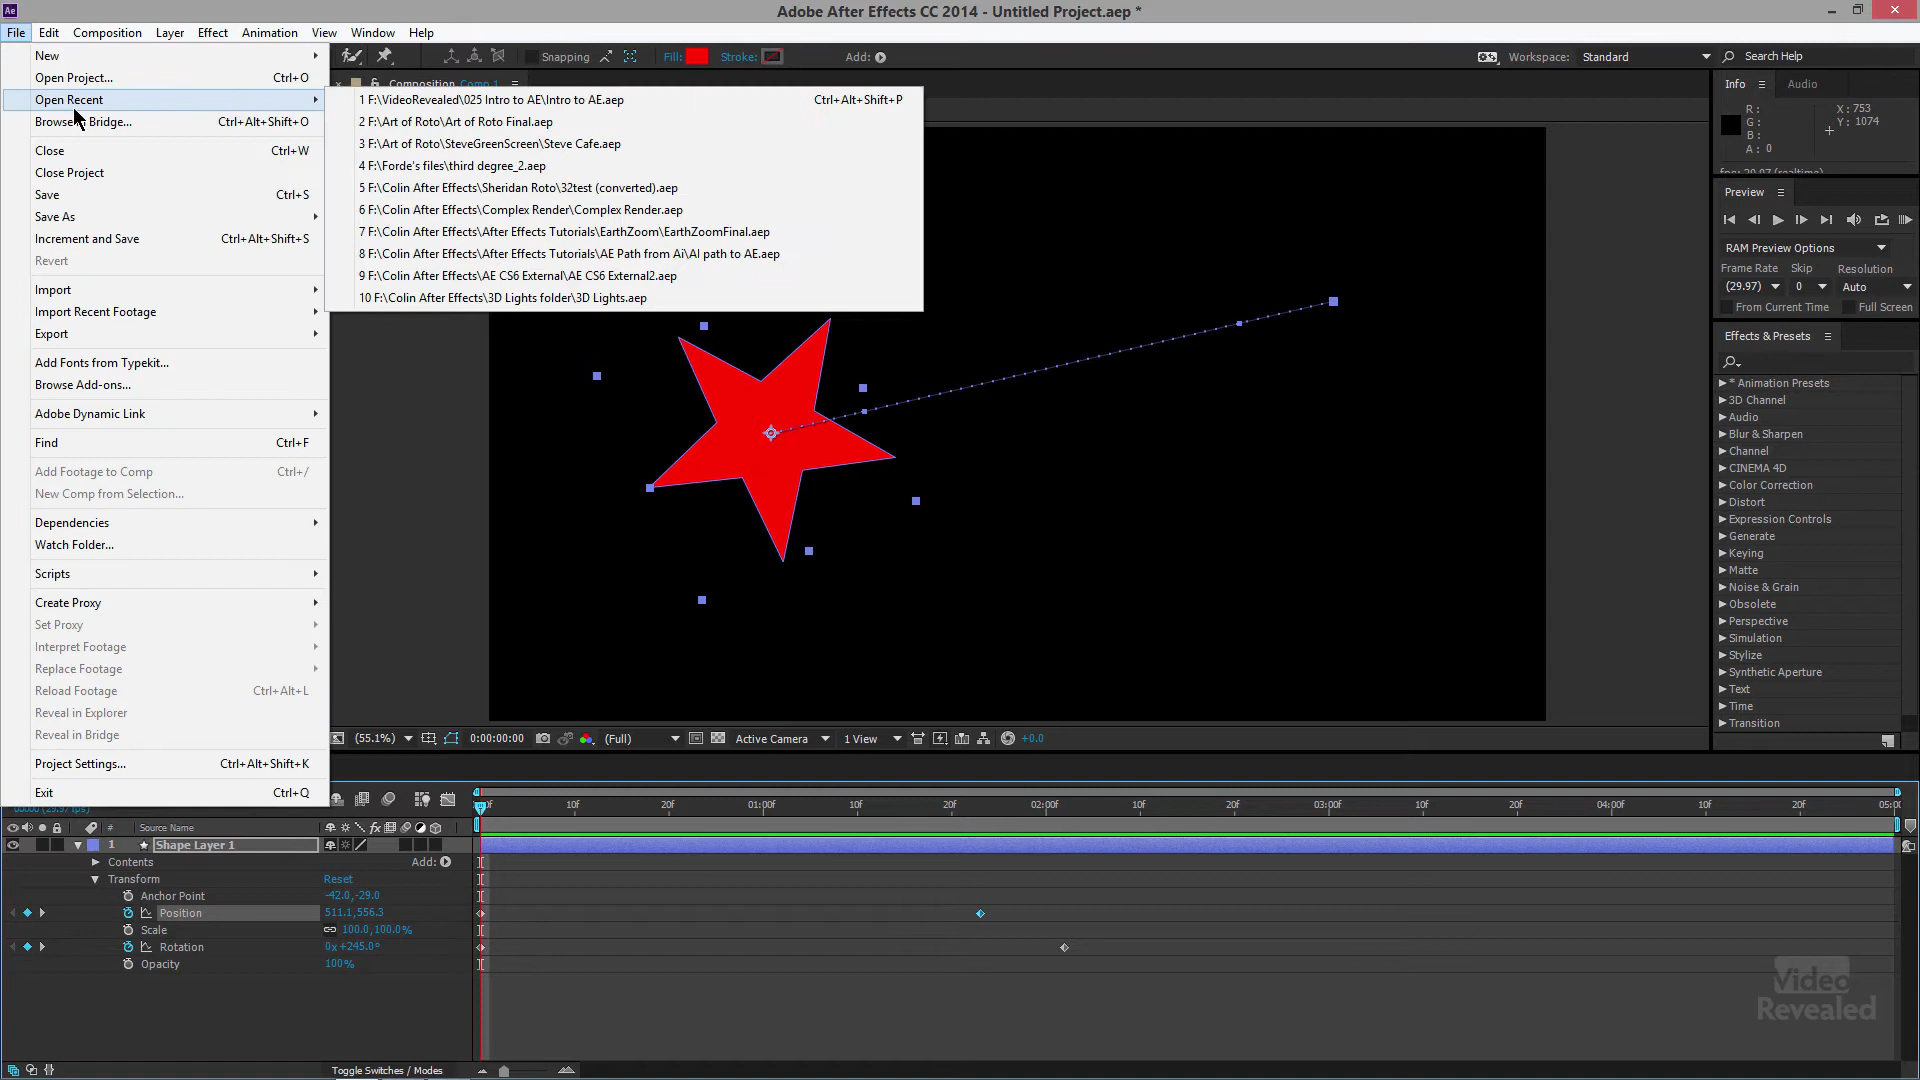 Adobe After Effects CC 2014 - Untitled Project.aep *
File Edit Composition Layer Effect Animation View Window Help
Snapping Fill: Stroke: Add: Workspace: Standard Search Help
New
Open Project... Ctrl+O
Open Recent
Browse in Bridge... Ctrl+Alt+Shift+O
Close Ctrl+W
Close Project
Save Ctrl+S
Save As
Increment and Save Ctrl+Alt+Shift+S
Revert
Import
Import Recent Footage
Export
Add Fonts from Typekit...
Browse Add-ons...
Adobe Dynamic Link
Find Ctrl+F
Add Footage to Comp Ctrl+/
New Comp from Selection...
Dependencies
Watch Folder...
Scripts
Create Proxy
Set Proxy
Interpret Footage
Replace Footage
Reload Footage Ctrl+Alt+L
Reveal in Explorer
Reveal in Bridge
Project Settings... Ctrl+Alt+Shift+K
Exit Ctrl+Q
Composition Comp 1
1 F:\VideoRevealed\025 Intro to AE\Intro to AE.aep Ctrl+Alt+Shift+P
2 F:\Art of Roto\Art of Roto Final.aep
3 F:\Art of Roto\SteveGreenScreen\Steve Cafe.aep
4 F:\Forde's files\third degree_2.aep
5 F:\Colin After Effects\Sheridan Roto\32test (converted).aep
6 F:\Colin After Effects\Complex Render\Complex Render.aep
7 F:\Colin After Effects\After Effects Tutorials\EarthZoom\EarthZoomFinal.aep
8 F:\Colin After Effects\After Effects Tutorials\AE Path from Ai\AI path to AE.aep
9 F:\Colin After Effects\AE CS6 External\AE CS6 External2.aep
10 F:\Colin After Effects\3D Lights folder\3D Lights.aep
Info Audio
R: X: 753
G: Y: 1074
B:
A: 0
fps: 29.97 (realtime)
Preview
RAM Preview Options
Frame Rate Skip Resolution
(29.97) 0 Auto
From Current Time Full Screen
Effects & Presets
* Animation Presets
3D Channel
Audio
Blur & Sharpen
Channel
CINEMA 4D
Color Correction
Distort
Expression Controls
Generate
Keying
Matte
Noise & Grain
Obsolete
Perspective
Simulation
Stylize
Synthetic Aperture
Text
Time
Transition
(55.1%) 0:00:00:00 (Full) Active Camera 1 View +0.0
00000 (29.97 fps)
10f 20f 01:00f 10f 20f 02:00f 10f 20f 03:00f 10f 20f 04:00f 10f 20f 05:00
# Source Name fx
1 Shape Layer 1
Contents Add:
Transform Reset
Anchor Point -42.0,-29.0
Position 511.1,556.3
Scale 100.0,100.0%
Rotation 0x+245.0°
Opacity 100%
Toggle Switches / Modes
Video
Revealed